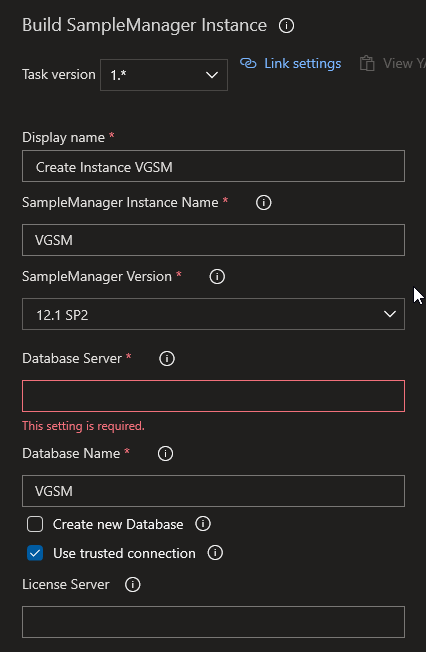 Build SampleManager Instance
Task version 1.* Link settings View YA
Display name *
Create Instance VGSM
SampleManager Instance Name *
VGSM
SampleManager Version *
12.1 SP2
Database Server *
This setting is required.
Database Name *
VGSM
Create new Database
Use trusted connection
License Server